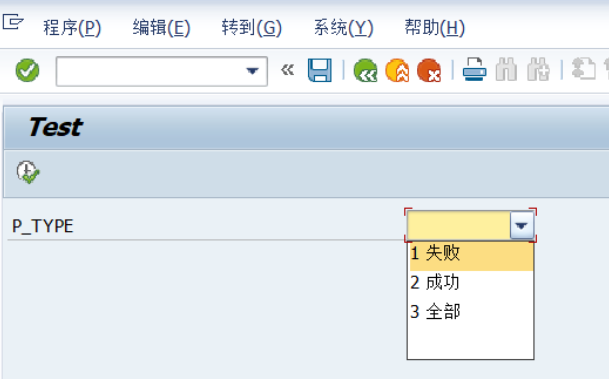 程序(P) 编辑(E) 转到(G) 系统(Y) 帮助(H)
Test
P_TYPE
1 失败
2 成功
3 全部